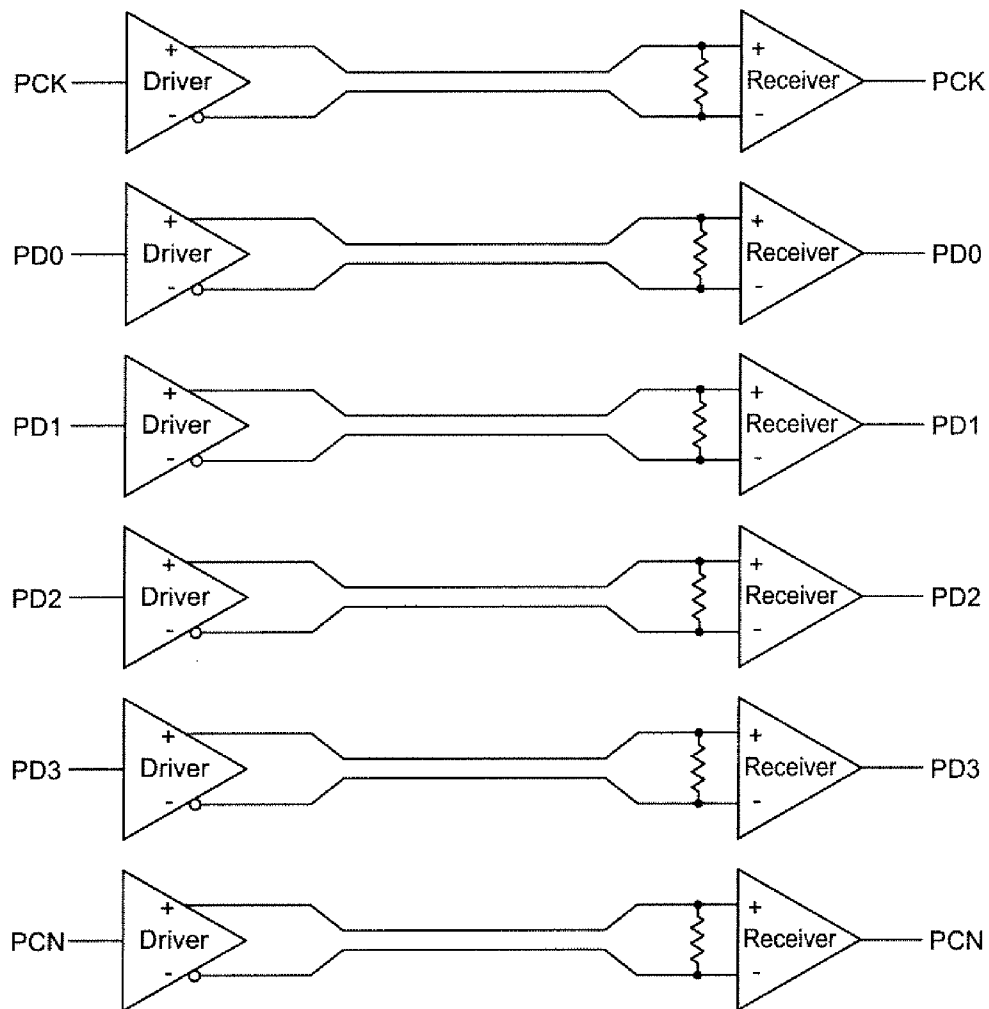 + +
PCK Driver Receiver PCK
- -
+ +
PD0 Driver Receiver PD0
- -
+ +
PD1 Driver Receiver PD1
- -
+ +
PD2 Driver Receiver PD2
- -
+ +
PD3 Driver Receiver PD3
- -
+ +
PCN Driver Receiver PCN
- -